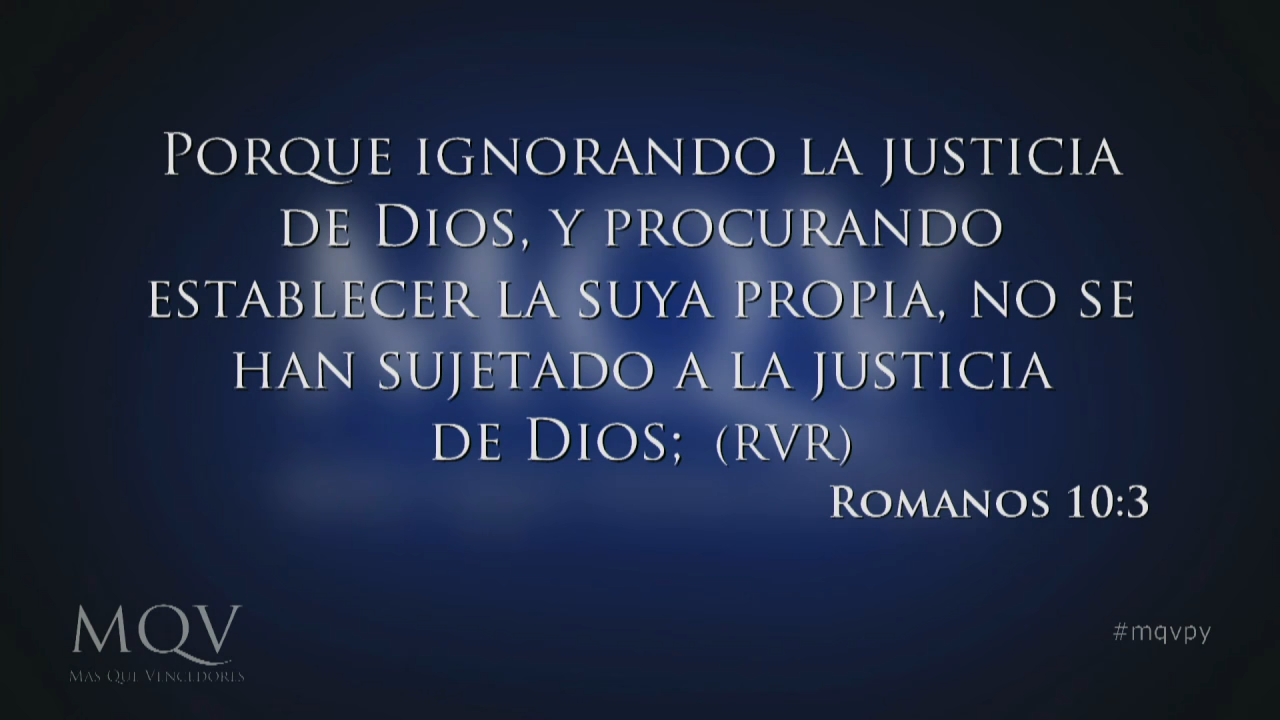 Porque ignorando la justicia
de Dios, y procurando
establecer la suya propia, no se
han sujetado a la justicia
de Dios; (RVR)
Romanos 10:3
MQV
Mas Que Vencedores
#mqvpy